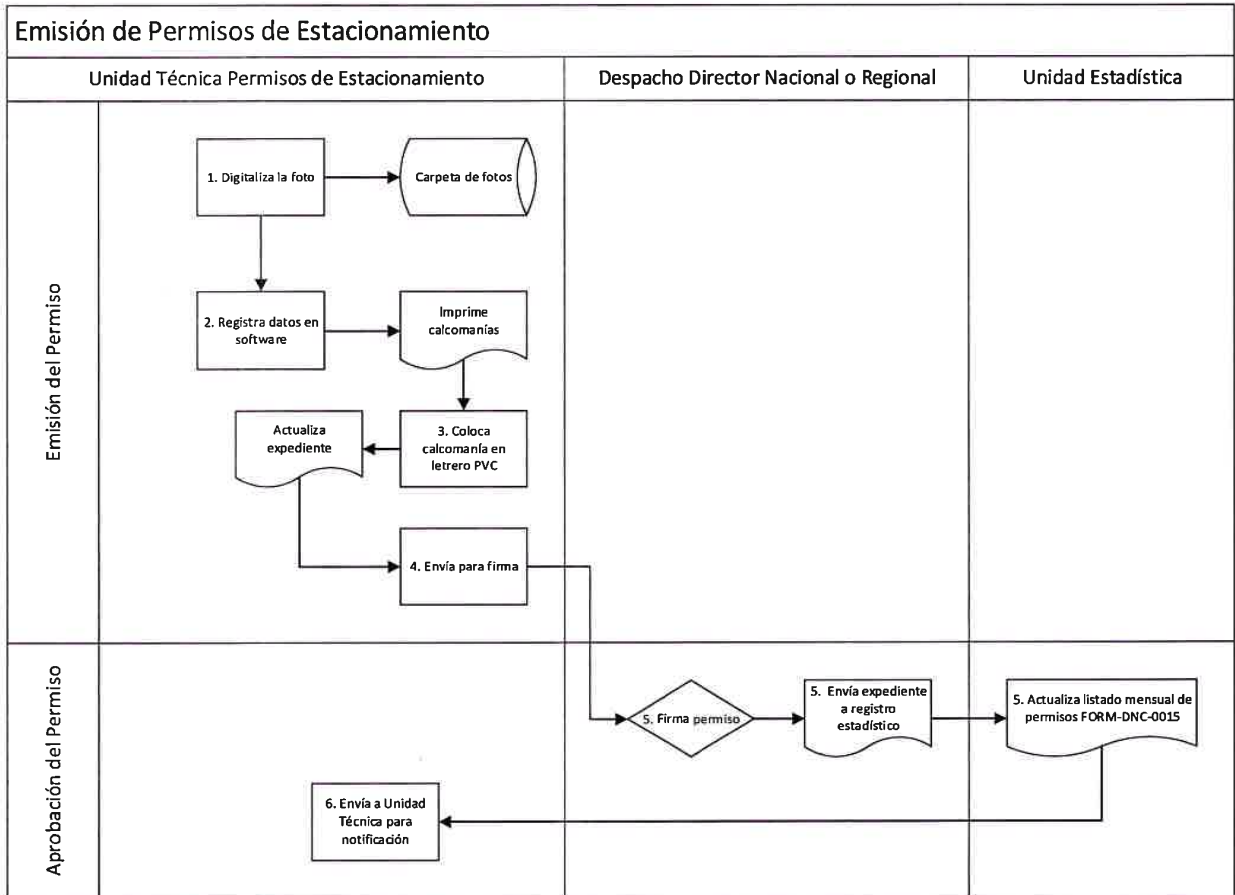 Emisión de Permisos de Estacionamiento
Unidad Técnica Permisos de Estacionamiento
Despacho Director Nacional o Regional
Unidad Estadística
Emisión del Permiso
1. Digitaliza la foto
Carpeta de fotos
2. Registra datos en
software
Imprime
calcomanías
Actualiza
expediente
3. Coloca
calcomanía en
letrero PVC
4. Envía para firma
Aprobación del Permiso
5. Firma permiso
5. Envía expediente
a registro
estadístico
5. Actualiza listado mensual de
permisos FORM-DNC-0015
6. Envía a Unidad
Técnica para
notificación